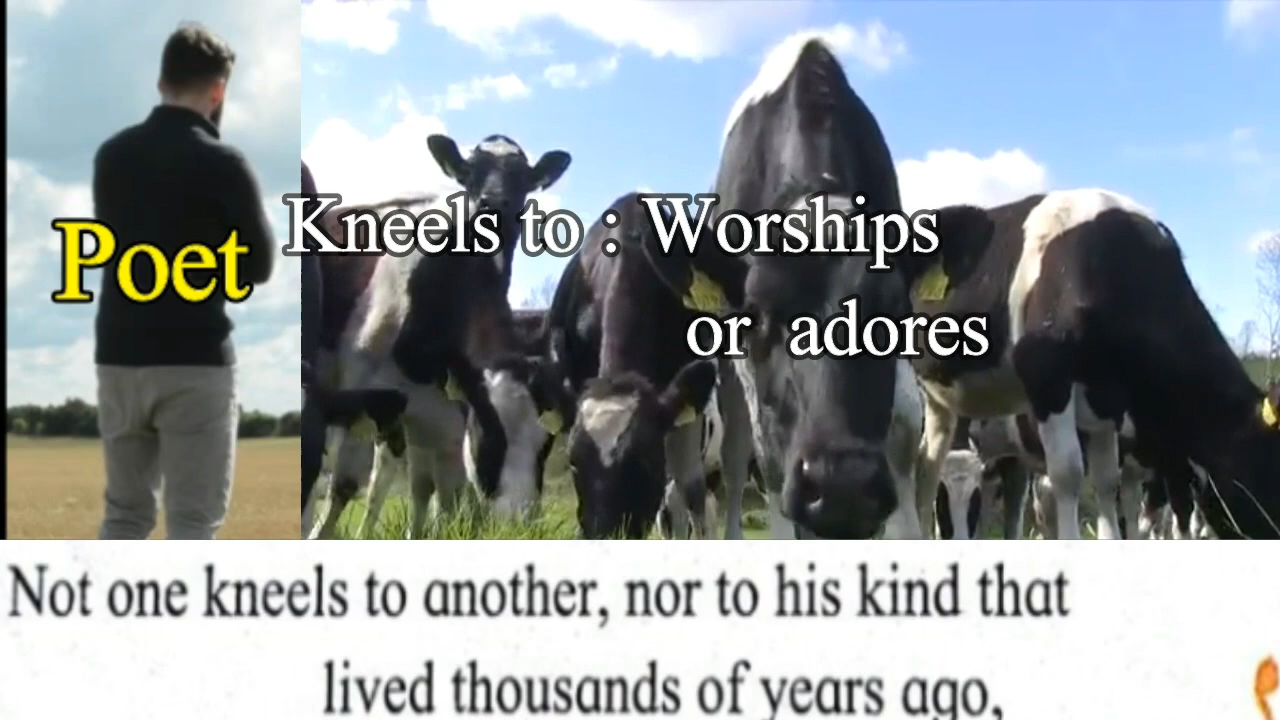 Poet
Kneels to : Worships
or adores
Not one kneels to another, nor to his kind that
lived thousands of years ago,